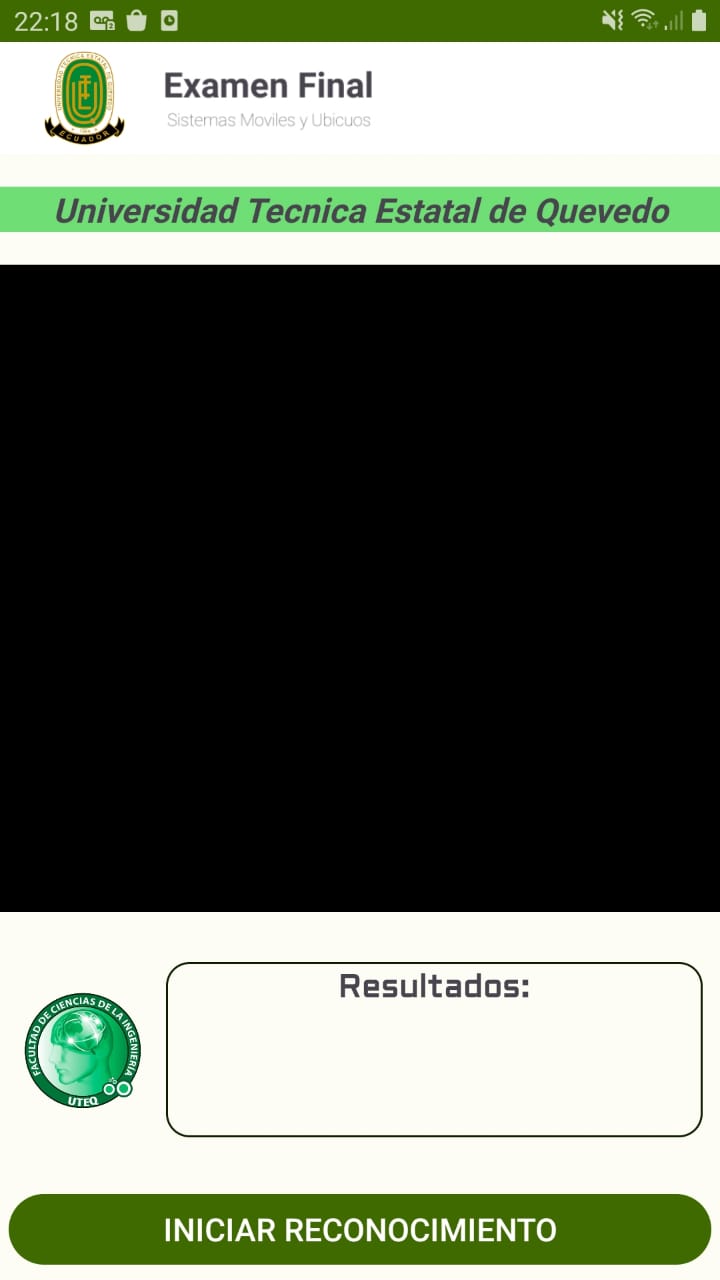 22:18
Examen Final
Sistemas Moviles y Ubicuos
UNIVERSIDAD TECNICA ESTATAL DE QUEVEDO
ECUADOR
Universidad Tecnica Estatal de Quevedo
Resultados:
FACULTAD DE CIENCIAS DE LA INGENIERIA
UTEQ
INICIAR RECONOCIMIENTO